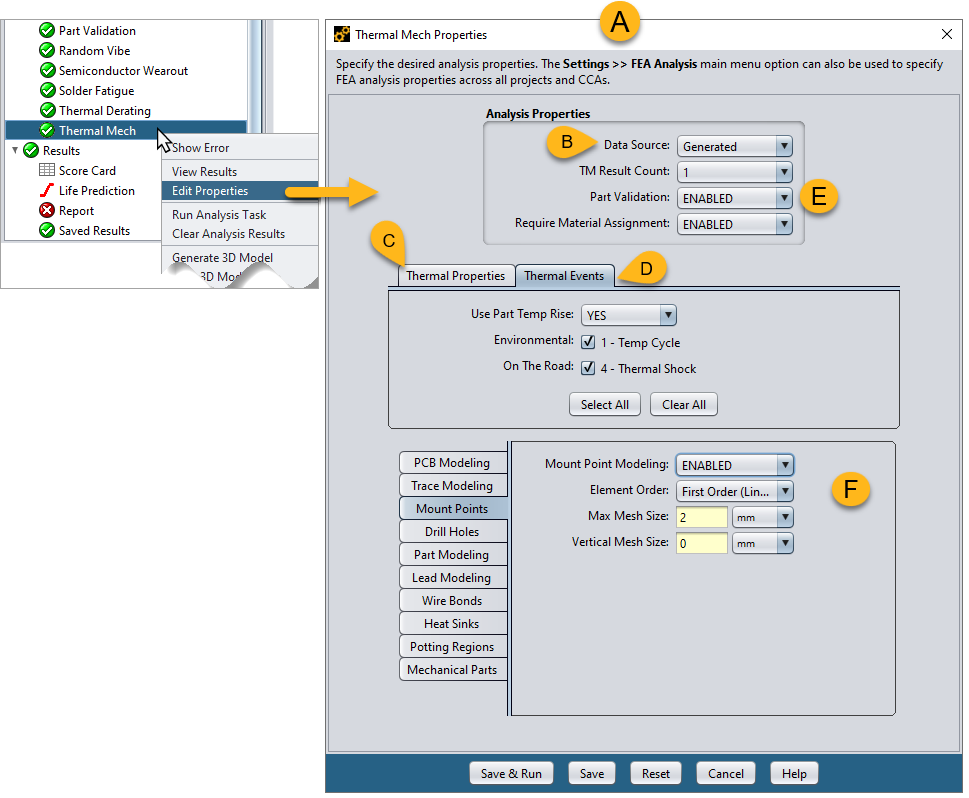 Part Validation
Random Vibe
Semiconductor Wearout
Solder Fatigue
Thermal Derating
Thermal Mech
Results
Score Card
Life Prediction
Report
Saved Results
Show Error
View Results
Edit Properties
Run Analysis Task
Clear Analysis Results
Generate 3D Model
3D
A
Thermal Mech Properties
Specify the desired analysis properties. The Settings >> FEA Analysis main menu option can also be used to specify
FEA analysis properties across all projects and CCAs.
Analysis Properties
B
Data Source: Generated
TM Result Count: 1
Part Validation: ENABLED
E
Require Material Assignment: ENABLED
C
D
Thermal Properties Thermal Events
Use Part Temp Rise: YES
Environmental: 1 - Temp Cycle
On The Road: 4 - Thermal Shock
Select All Clear All
PCB Modeling
Trace Modeling
Mount Points
Drill Holes
Part Modeling
Lead Modeling
Wire Bonds
Heat Sinks
Potting Regions
Mechanical Parts
Mount Point Modeling: ENABLED
Element Order: First Order (Lin...
F
Max Mesh Size: 2 mm
Vertical Mesh Size: 0 mm
Save & Run Save Reset Cancel Help